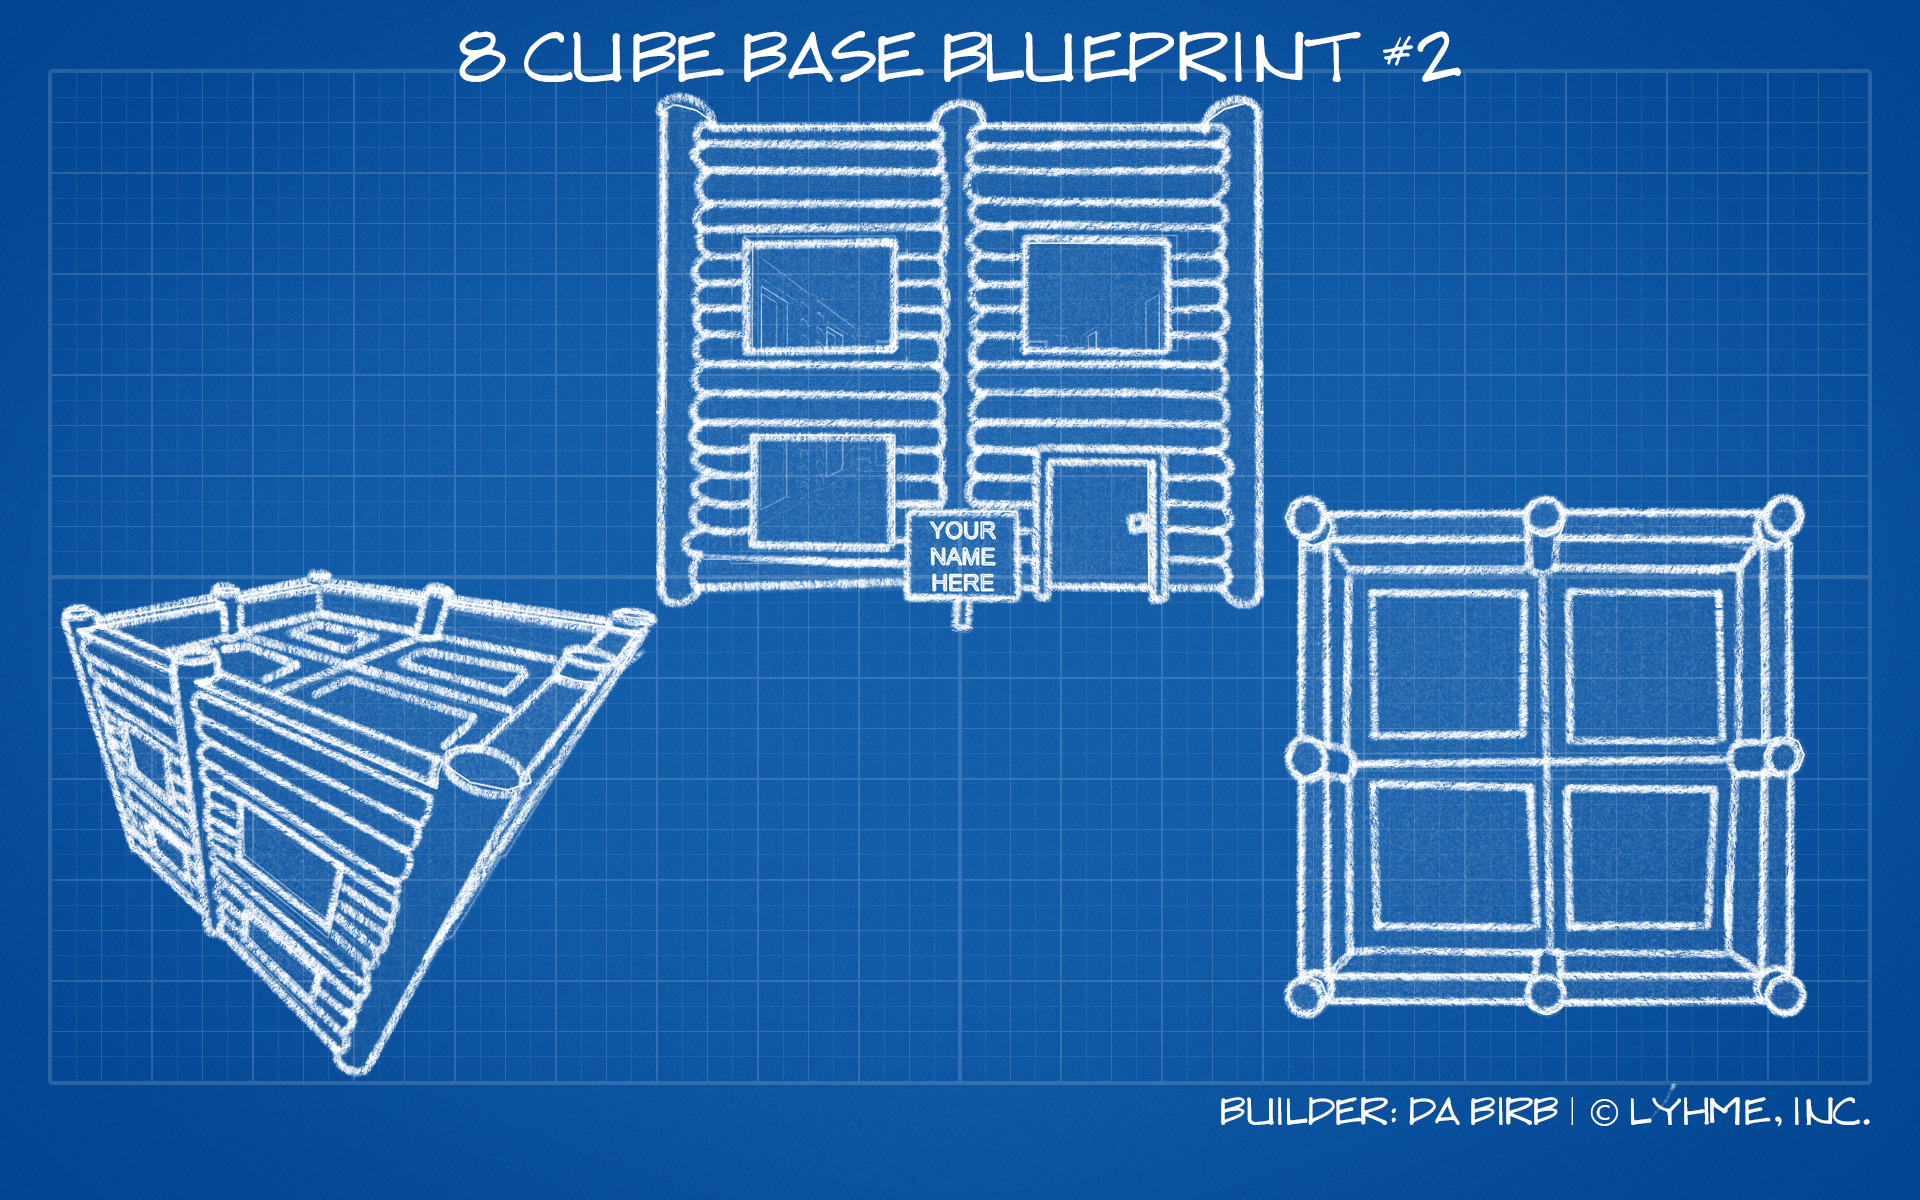 8 CUBE BASE BLUEPRINT #2
YOUR
NAME
HERE
BUILDER: DA BIRB | © LYHME, INC.